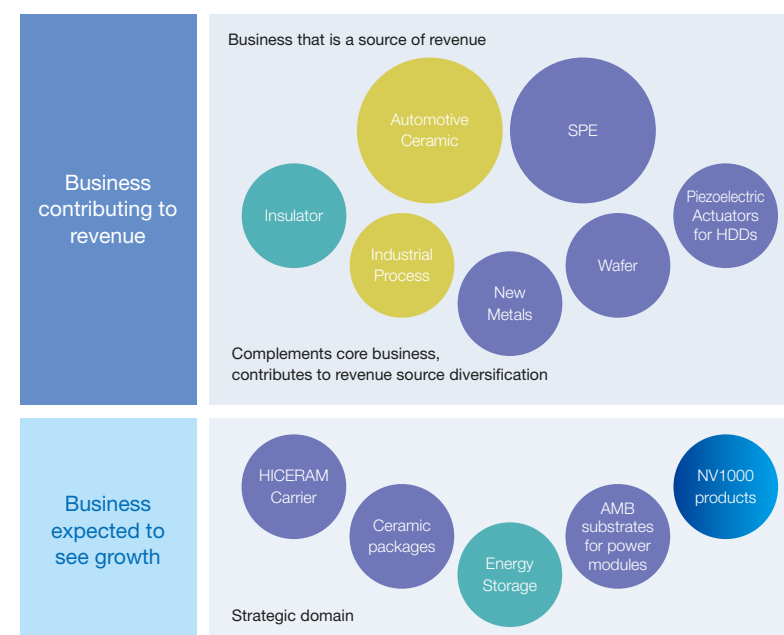 Business
contributing to
revenue
Business that is a source of revenue
Automotive
Ceramic
SPE
Insulator
Piezoelectric
Actuators
for HDDs
Industrial
Process
Wafer
New
Metals
Complements core business,
contributes to revenue source diversification
Business
expected to
see growth
HICERAM
Carrier
Ceramic
packages
Energy
Storage
AMB
substrates
for power
modules
NV1000
products
Strategic domain